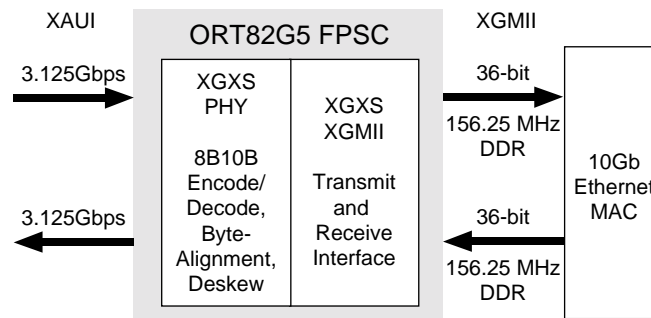 XAUI
ORT82G5 FPSC
XGMII
3.125Gbps
XGXS
PHY
8B10B
Encode/
Decode,
Byte-
Alignment,
Deskew
XGXS
XGMII
Transmit
and
Receive
Interface
36-bit
156.25 MHz
DDR
10Gb
Ethernet
MAC
3.125Gbps
36-bit
156.25 MHz
DDR